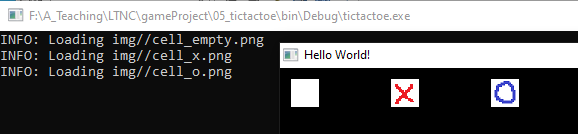 F:\A_Teaching\LTNC\gameProject\05_tictactoe\bin\Debug\tictactoe.exe
INFO: Loading img//cell_empty.png
INFO: Loading img//cell_x.png
INFO: Loading img//cell_o.png
Hello World!